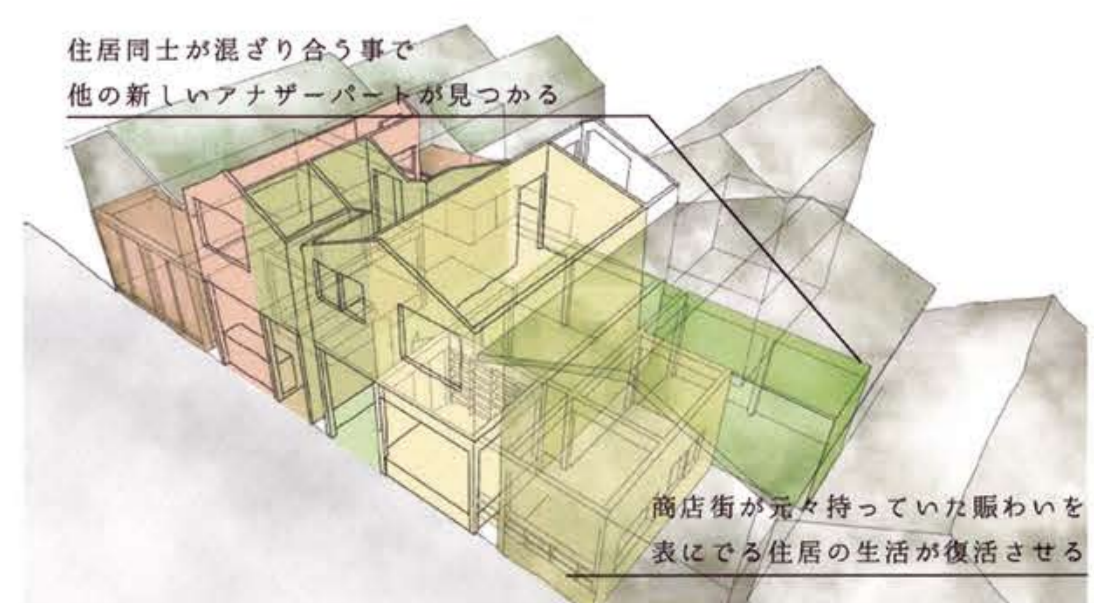 住居同士が混ざり合う事で
他の新しいアナザーパートが見つかる
商店街が元々持っていた賑わいを
表にでる住居の生活が復活させる